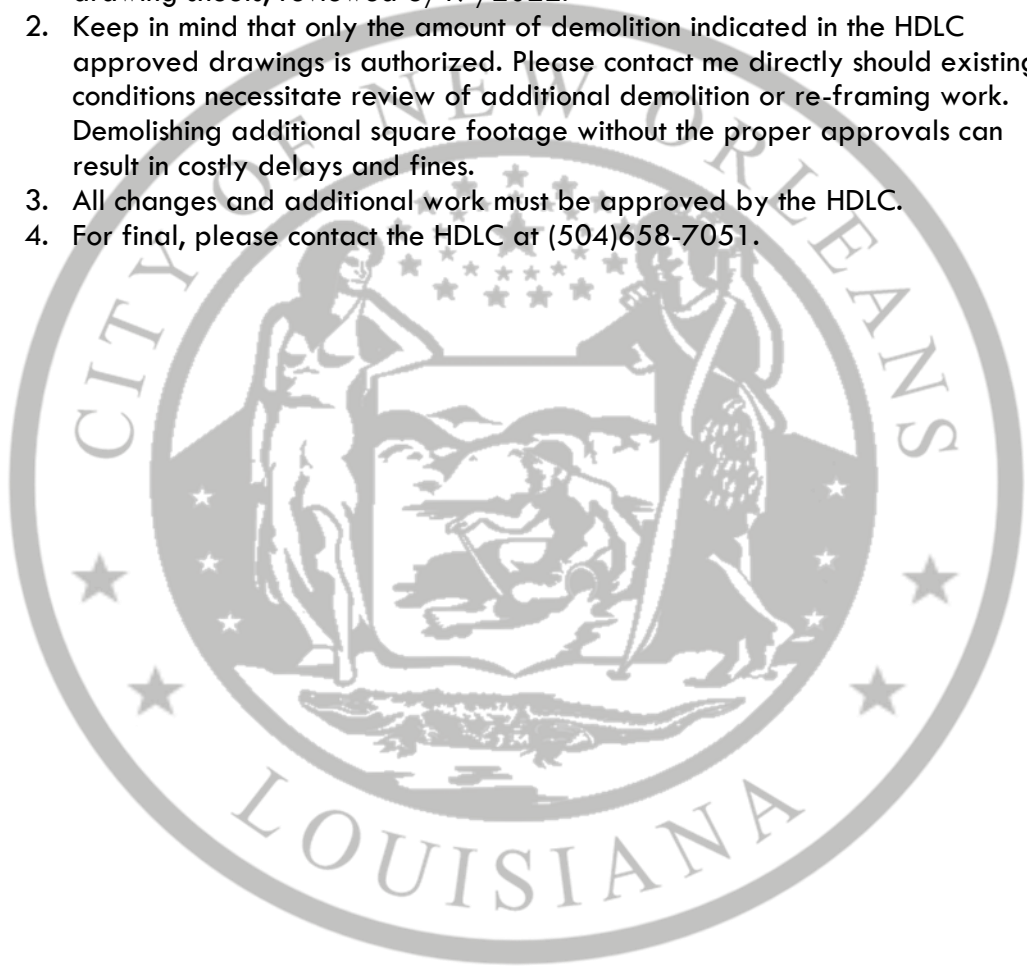 drawing sheets, reviewed
2. Keep in mind that only the amount of demolition indicated in the HDLC
approved drawings is authorized. Please contact me directly should existing
conditions necessitate review of additional demolition or re-framing work.
Demolishing additional square footage without the proper approvals can
result in costly delays and fines.
3. All changes and additional work must be approved by the HDLC.
4. For final, please contact the HDLC at (504)658-7051.
CITY OF NEW ORLEANS
LOUISIANA